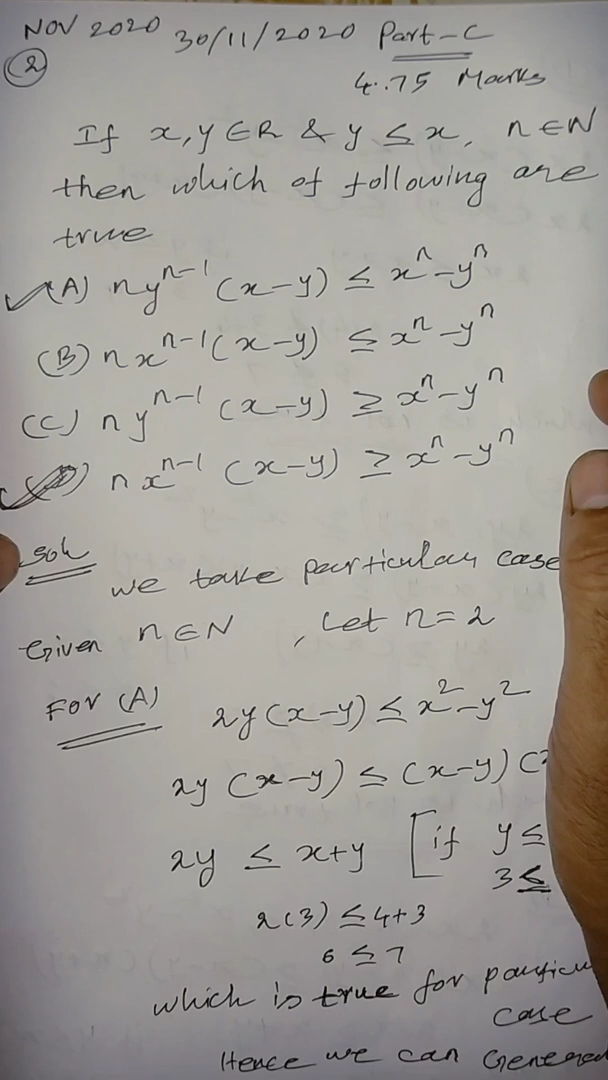 NOV 2020 30/11/2020 Part-C
(2)
4.75 Marks
If x, y ∈ R & y ≤ x, n ∈ N
then which of following are
true
(A) ny^{n-1} (x-y) ≤ x^n - y^n
(B) nx^{n-1} (x-y) ≤ x^n - y^n
(C) ny^{n-1} (x-y) ≥ x^n - y^n
(D) nx^{n-1} (x-y) ≥ x^n - y^n
Soln
we take particular case
Given n ∈ N, Let n=2
For (A) 2y (x-y) ≤ x^2 - y^2
2y (x-y) ≤ (x-y) (
2y ≤ x+y [if y ≤
3 ≤
2(3) ≤ 4+3
6 ≤ 7
which is true for
case
Hence we can